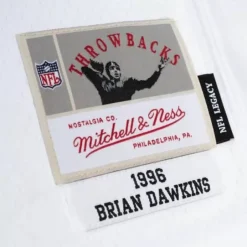 THROWBACKS
NFL
NOSTALGIA CO.
Mitchell & Ness
PHILADELPHIA, PA.
NFL LEGACY
1996
BRIAN DAWKINS